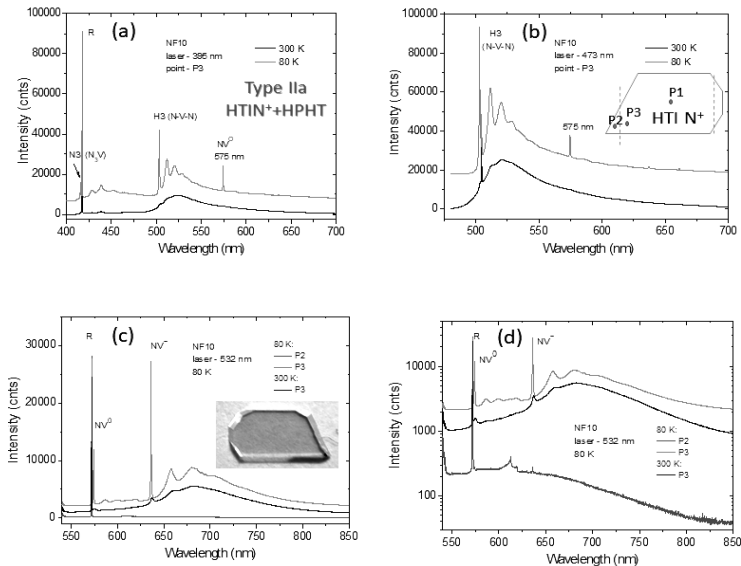 (a)
R
NF10
laser - 395 nm
point - P3
300 K
80 K
Type IIa
HTIN⁺+HPHT
N3 (N₃V)
H3 (N-V-N)
NV⁰
575 nm
Intensity (cnts)
100000
80000
60000
40000
20000
0
400 450 500 550 600 650 700
Wavelength (nm)
(b)
H3
(N-V-N)
NF10
laser - 473 nm
point - P3
300 K
80 K
P1
P2 P3 HTI N⁺
575 nm
Intensity (cnts)
100000
80000
60000
40000
20000
0
500 550 600 650 700
Wavelength (nm)
(c)
R
NV⁻
NV⁰
NF10
laser - 532 nm
80 K
80 K:
P2
P3
300 K:
P3
Intensity (cnts)
30000
20000
10000
0
550 600 650 700 750 800 850
Wavelength (nm)
(d)
R
NV⁰
NV⁻
NF10
laser - 532 nm
80 K
80 K:
P2
P3
300 K:
P3
Intensity (cnts)
10000
1000
100
550 600 650 700 750 800 850
Wavelength (nm)